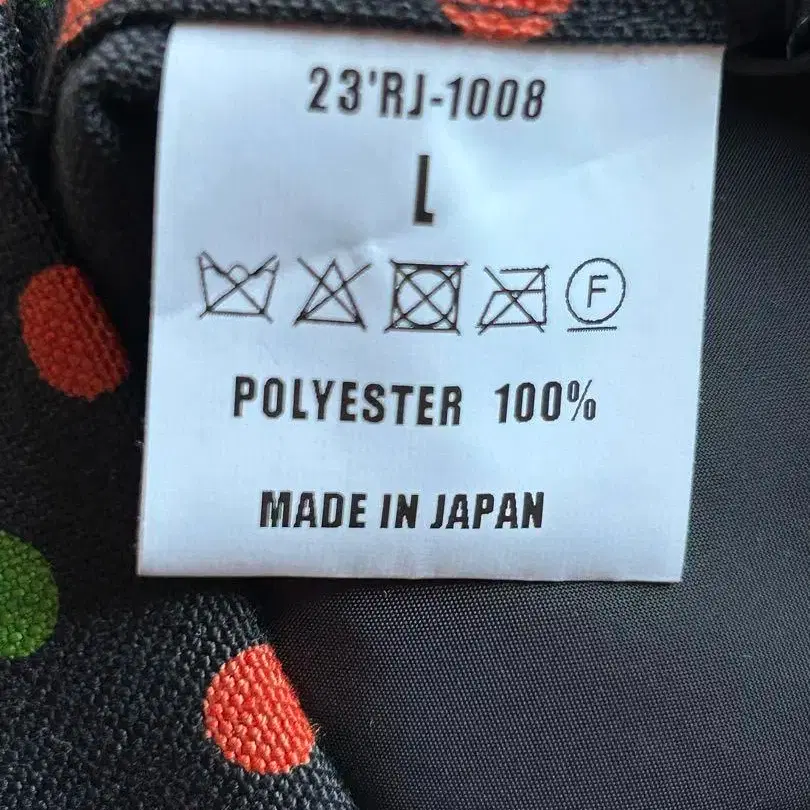 23'RJ-1008
L
F
POLYESTER 100%
MADE IN JAPAN